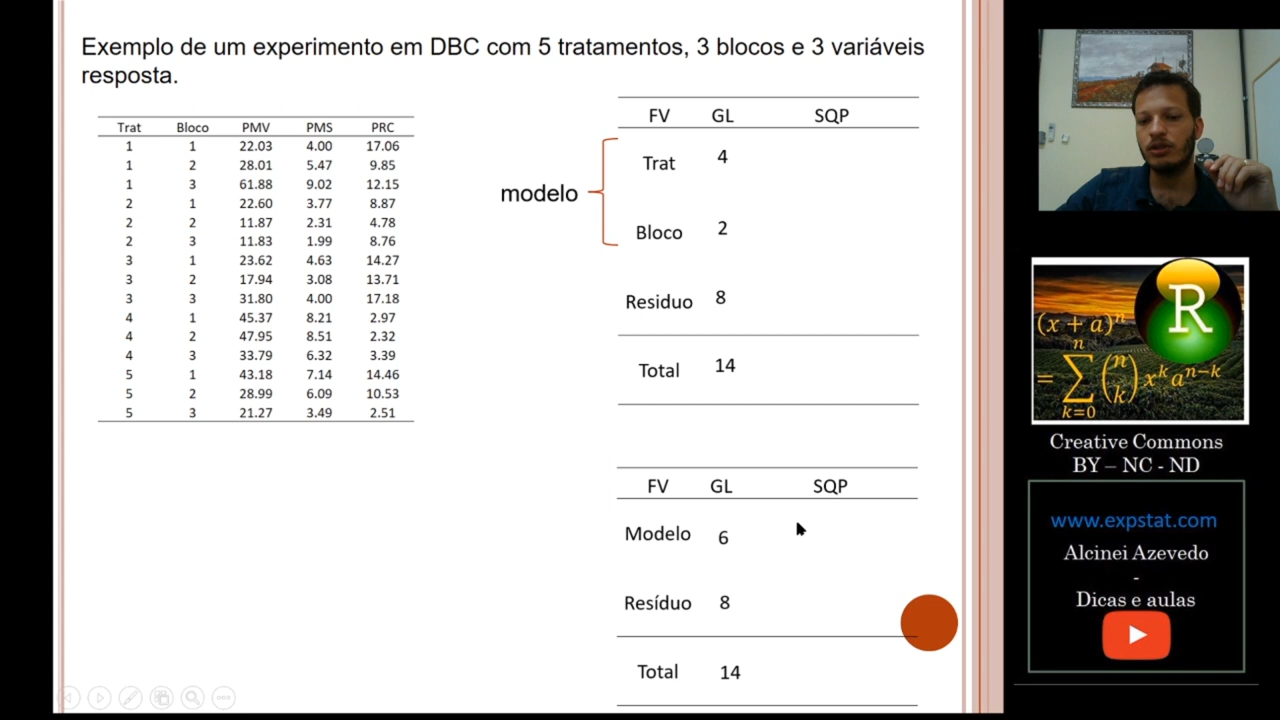 Exemplo de um experimento em DBC com 5 tratamentos, 3 blocos e 3 variáveis
resposta.
Trat Bloco PMV PMS PRC
1 1 22.03 4.00 17.06
1 2 28.01 5.47 9.85
1 3 61.88 9.02 12.15
2 1 22.60 3.77 8.87
2 2 11.87 2.31 4.78
2 3 11.83 1.99 8.76
3 1 23.62 4.63 14.27
3 2 17.94 3.08 13.71
3 3 31.80 4.00 17.18
4 1 45.37 8.21 2.97
4 2 47.95 8.51 2.32
4 3 33.79 6.32 3.39
5 1 43.18 7.14 14.46
5 2 28.99 6.09 10.53
5 3 21.27 3.49 2.51
modelo
FV GL SQP
Trat 4
Bloco 2
Residuo 8
Total 14
FV GL SQP
Modelo 6
Resíduo 8
Total 14
R
(x + a)^n
= ∑_{k=0}^{n} (n k) x^k a^{n−k}
Creative Commons
BY – NC - ND
www.expstat.com
Alcinei Azevedo
-
Dicas e aulas